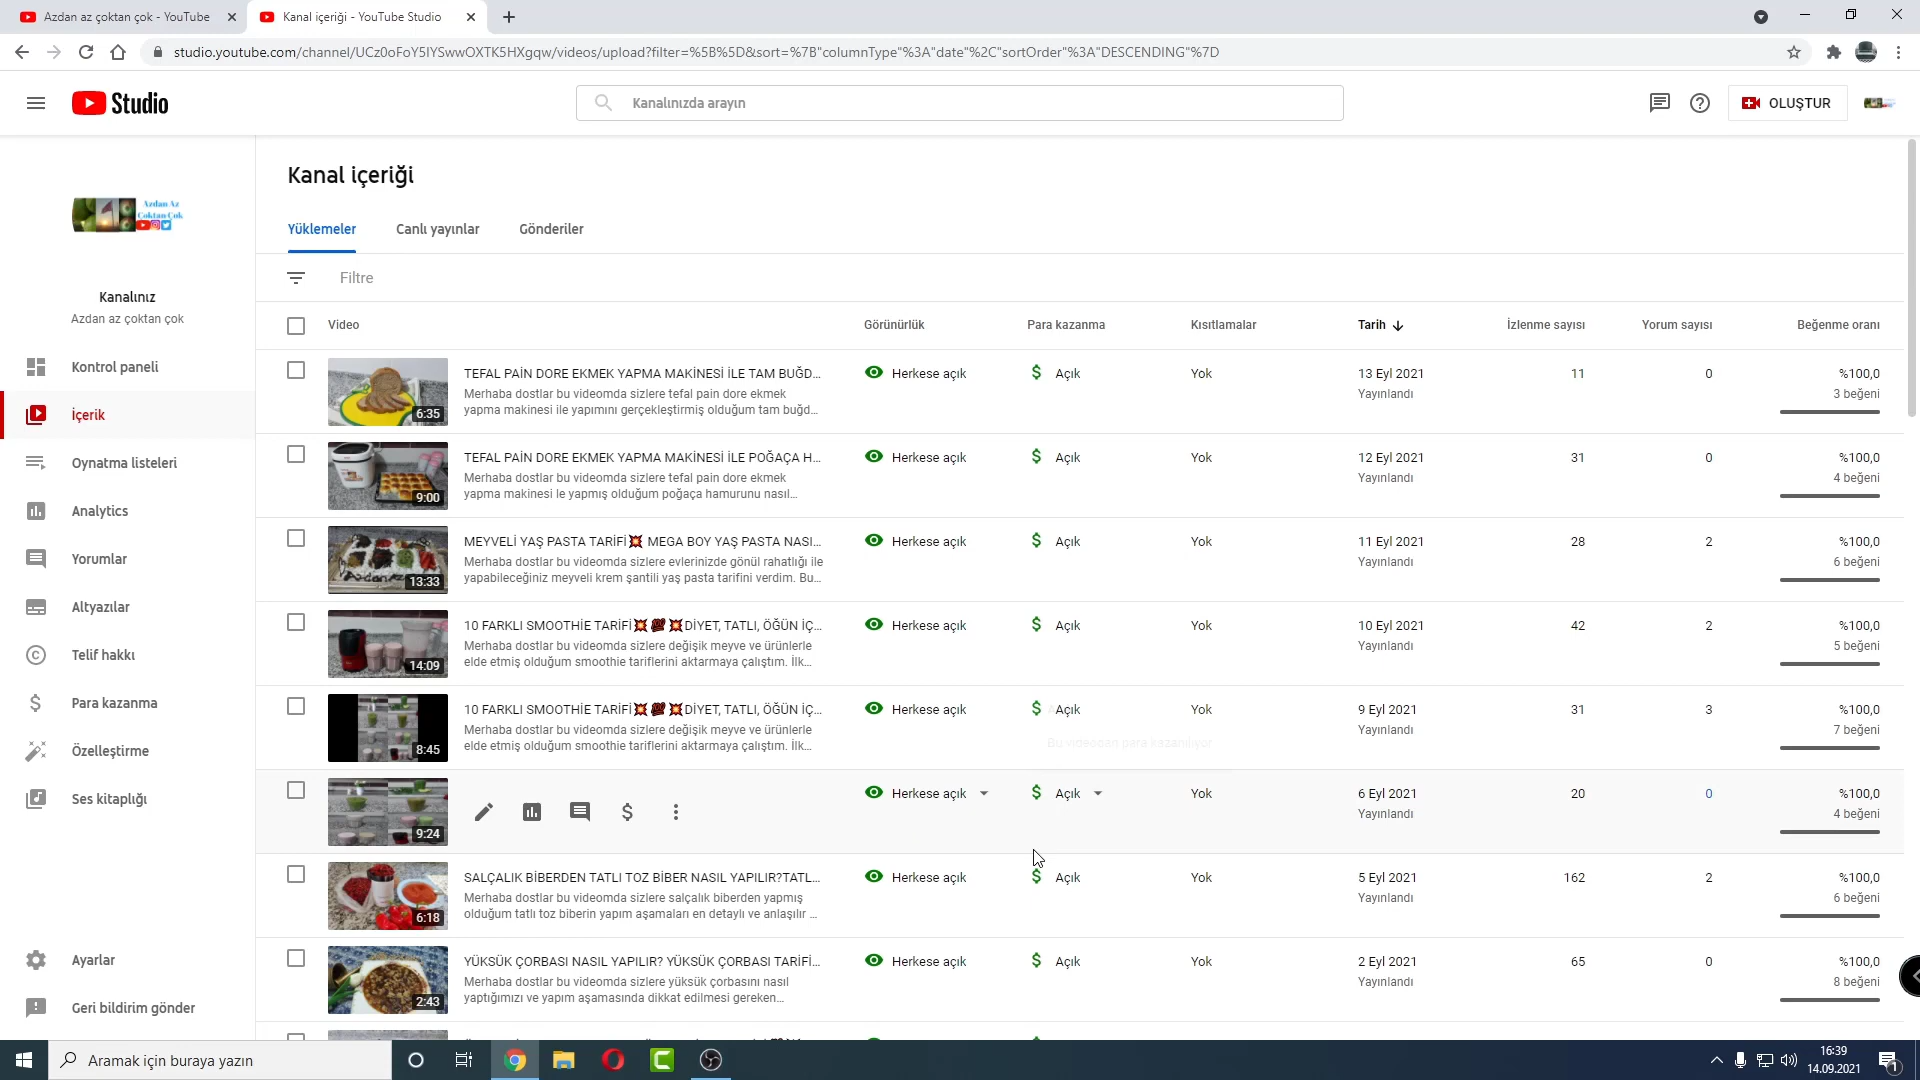 Azdan az çoktan çok - YouTube
Kanal içeriği - YouTube Studio
studio.youtube.com/channel/UCz0oFoY5IYSwwOXTK5HXgqw/videos/upload?filter=%5B%5D&sort=%7B"columnType"%3A"date"%2C"sortOrder"%3A"DESCENDING"%7D
Studio
Kanalınızda arayın
OLUŞTUR
Azdan Az
Çoktan Çok
Kanalınız
Azdan az çoktan çok
Kontrol paneli
İçerik
Oynatma listeleri
Analytics
Yorumlar
Altyazılar
Telif hakkı
Para kazanma
Özelleştirme
Ses kitaplığı
Ayarlar
Geri bildirim gönder
Kanal içeriği
Yüklemeler Canlı yayınlar Gönderiler
Filtre
Video Görünürlük Para kazanma Kısıtlamalar Tarih İzlenme sayısı Yorum sayısı Beğenme oranı
6:35
TEFAL PAİN DORE EKMEK YAPMA MAKİNESİ İLE TAM BUĞD... Herkese açık Açık Yok 13 Eyl 2021 11 0 %100,0
Merhaba dostlar bu videomda sizlere tefal pain dore ekmek Yayınlandı 3 beğeni
yapma makinesi ile yapımını gerçekleştirmiş olduğum tam buğd...
9:00
TEFAL PAİN DORE EKMEK YAPMA MAKİNESİ İLE POĞAÇA H... Herkese açık Açık Yok 12 Eyl 2021 31 0 %100,0
Merhaba dostlar bu videomda sizlere tefal pain dore ekmek Yayınlandı 4 beğeni
yapma makinesi le yapmış olduğum poğaça hamurunu nasıl...
13:33
MEYVELİ YAŞ PASTA TARİFİ💥 MEGA BOY YAŞ PASTA NASI... Herkese açık Açık Yok 11 Eyl 2021 28 2 %100,0
Merhaba dostlar bu videomda sizlere evlerinizde gönül rahatlığı ile Yayınlandı 6 beğeni
yapabileceğiniz meyveli krem şantili yaş pasta tarifini verdim. Bu...
14:09
10 FARKLI SMOOTHİE TARİFİ💥 💥DİYET, TATLI, ÖĞÜN İÇ... Herkese açık Açık Yok 10 Eyl 2021 42 2 %100,0
Merhaba dostlar bu videomda sizlere değişik meyve ve ürünlerle Yayınlandı 5 beğeni
elde etmiş olduğum smoothie tariflerini aktarmaya çalıştım. İlk...
8:45
10 FARKLI SMOOTHİE TARİFİ💥 💥DİYET, TATLI, ÖĞÜN İÇ... Herkese açık Açık Yok 9 Eyl 2021 31 3 %100,0
Merhaba dostlar bu videomda sizlere değişik meyve ve ürünlerle Yayınlandı 7 beğeni
elde etmiş olduğum smoothie tariflerini aktarmaya çalıştım. İlk...
Bu videodan para kazanılıyor
9:24
Herkese açık Açık Yok 6 Eyl 2021 20 0 %100,0
Yayınlandı 4 beğeni
6:18
SALÇALIK BİBERDEN TATLI TOZ BİBER NASIL YAPILIR?TATL... Herkese açık Açık Yok 5 Eyl 2021 162 2 %100,0
Merhaba dostlar bu videomda sizlere salçalık biberden yapmış Yayınlandı 6 beğeni
olduğum tatlı toz biberin yapım aşamaları en detaylı ve anlaşılır ...
2:43
YÜKSÜK ÇORBASI NASIL YAPILIR? YÜKSÜK ÇORBASI TARİFİ... Herkese açık Açık Yok 2 Eyl 2021 65 0 %100,0
Merhaba dostlar bu videomda sizlere yüksük çorbasını nasıl Yayınlandı 8 beğeni
yaptığımızı ve yapım aşamasında dikkat edilmesi gereken...
Aramak için buraya yazın
16:39
14.09.2021
1